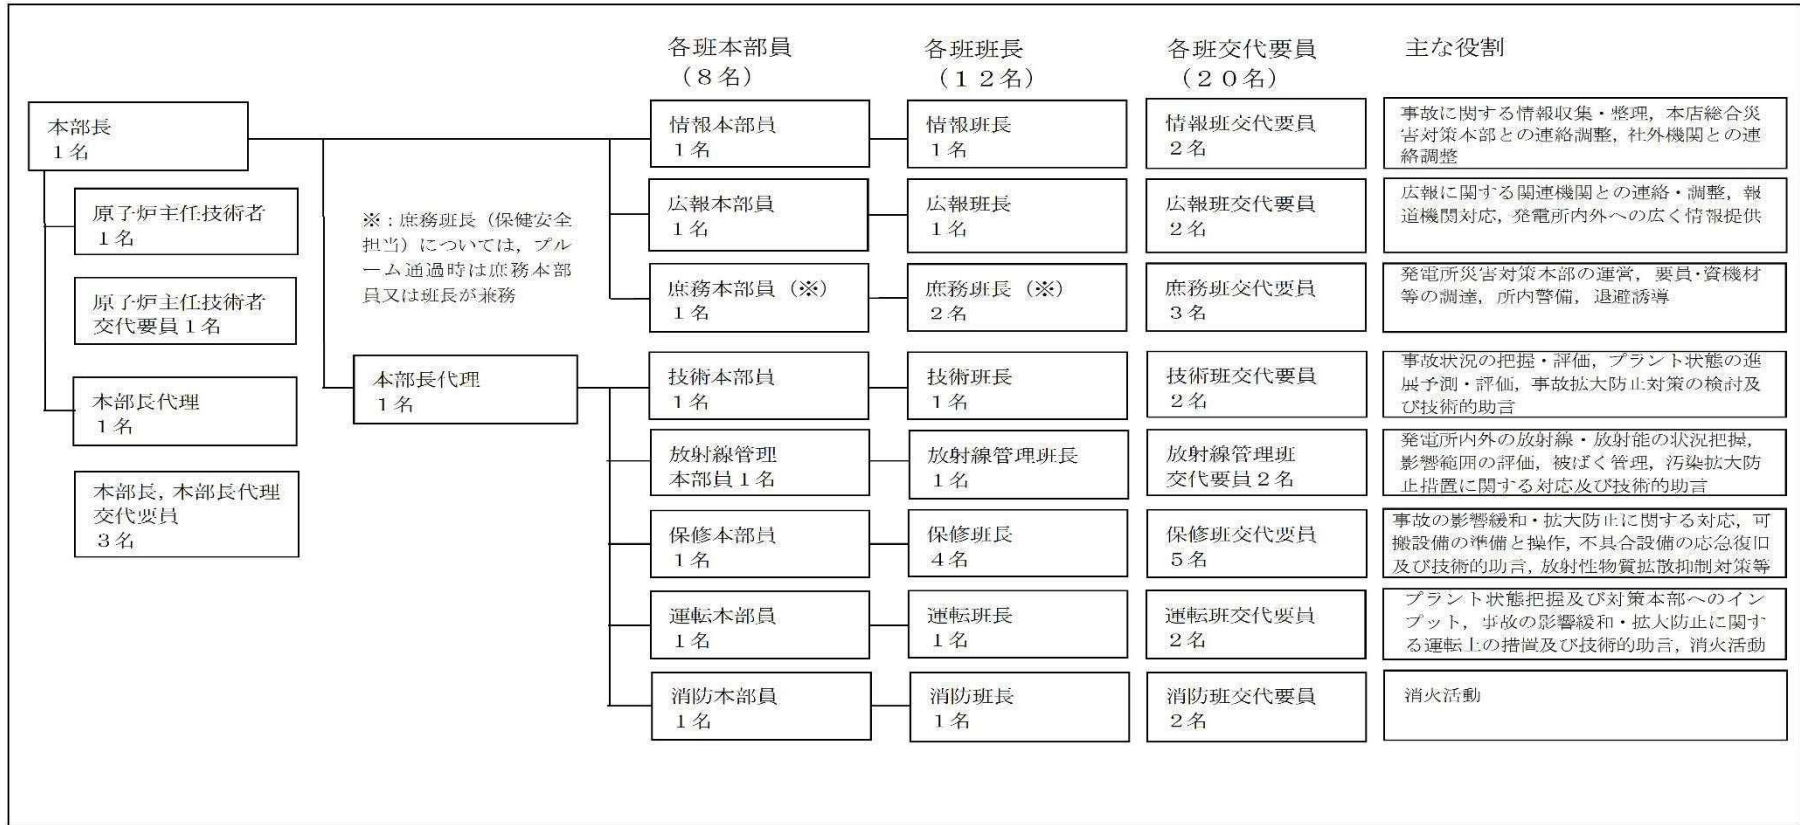 各班本部員
（８名）
各班班長
（１２名）
各班交代要員
（２０名）
主な役割
本部長
１名
原子炉主任技術者
１名
原子炉主任技術者
交代要員１名
本部長代理
１名
本部長，本部長代理
交代要員
３名
※：庶務班長（保健安全
担当）については，プル
ーム通過時は庶務本部
員又は班長が兼務
本部長代理
１名
情報本部員
１名
情報班長
１名
情報班交代要員
２名
事故に関する情報収集・整理，本店総合災
害対策本部との連絡調整，社外機関との連
絡調整
広報本部員
１名
広報班長
１名
広報班交代要員
２名
広報に関する関連機関との連絡・調整，報
道機関対応，発電所内外への広く情報提供
庶務本部員（※）
１名
庶務班長（※）
２名
庶務班交代要員
３名
発電所災害対策本部の運営，要員・資機材
等の調達，所内警備，退避誘導
技術本部員
１名
技術班長
１名
技術班交代要員
２名
事故状況の把握・評価，プラント状態の進
展予測・評価，事故拡大防止対策の検討及
び技術的助言
放射線管理
本部員１名
放射線管理班長
１名
放射線管理班
交代要員２名
発電所内外の放射線・放射能の状況把握，
影響範囲の評価，被ばく管理，汚染拡大防
止措置に関する対応及び技術的助言
保修本部員
１名
保修班長
４名
保修班交代要員
５名
事故の影響緩和・拡大防止に関する対応，可
搬設備の準備と操作，不具合設備の応急復旧
及び技術的助言，放射性物質拡散抑制対策等
運転本部員
１名
運転班長
１名
運転班交代要員
２名
プラント状態把握及び対策本部へのイン
プット，事故の影響緩和・拡大防止に関す
る運転上の措置及び技術的助言，消火活動
消防本部員
１名
消防班長
１名
消防班交代要員
２名
消火活動